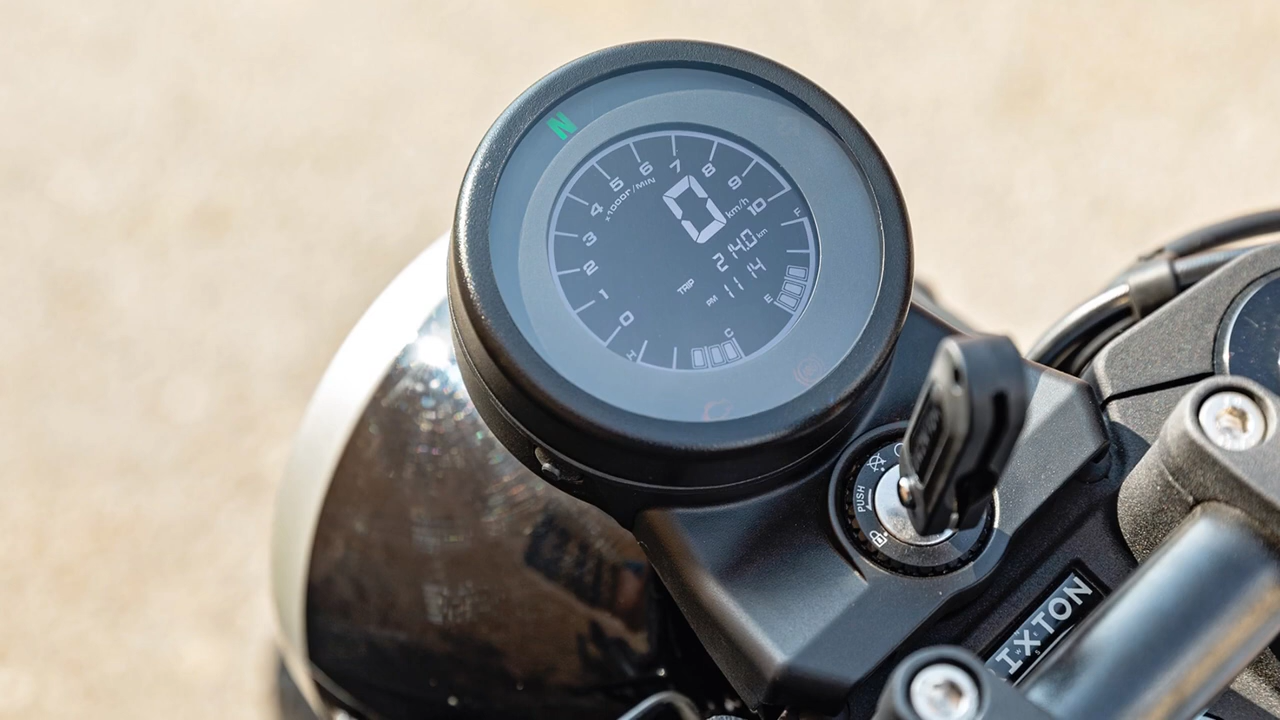 N
0 1 2 3 4 5 6 7 8 9 10
x1000r/MIN
0 km/h
214.0 km
TRIP
PM 11 14
F
E
C
H
PUSH
IXTON